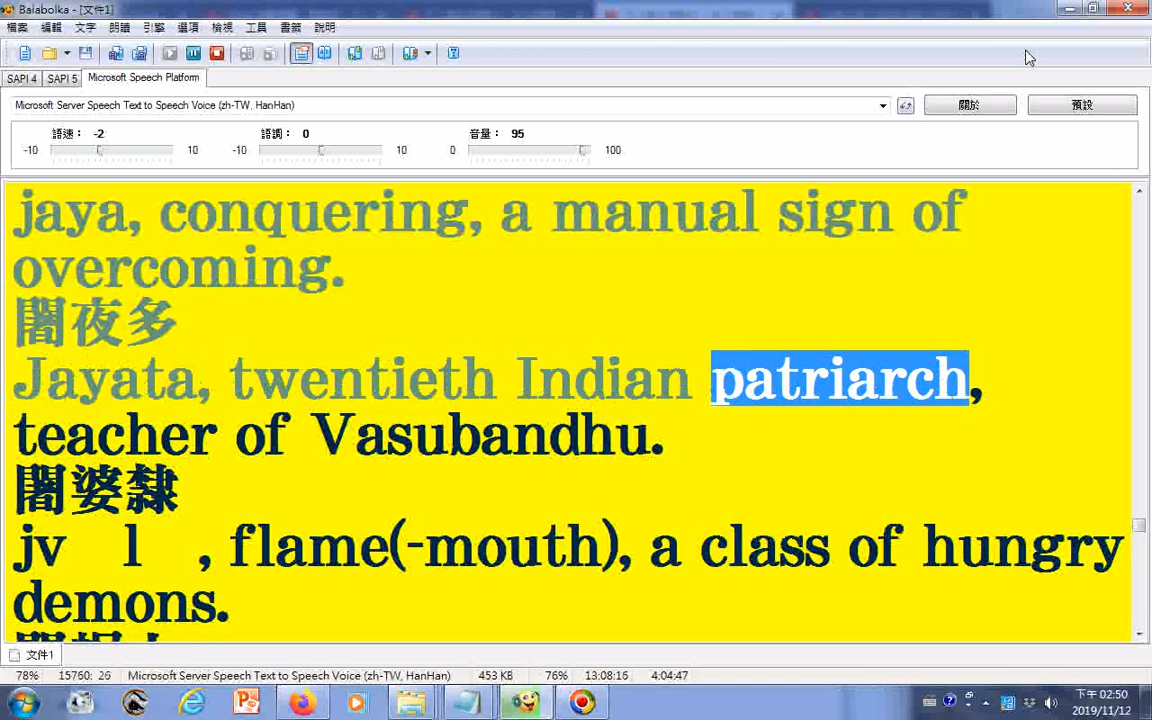 Balabolka - [文件1]
檔案 編輯 文字 朗讀 引擎 選項 檢視 工具 書籤 說明
SAPI 4 SAPI 5 Microsoft Speech Platform
Microsoft Server Speech Text to Speech Voice (zh-TW, HanHan) 關於 預設
語速： -2 語調： 0 音量： 95
-10 10 -10 10 0 100
jaya, conquering, a manual sign of
overcoming.
闍夜多
Jayata, twentieth Indian patriarch,
teacher of Vasubandhu.
闍婆隸
jv l , flame(-mouth), a class of hungry
demons.
文件1
78% 15760: 26 Microsoft Server Speech Text to Speech Voice (zh-TW, HanHan) 453 KB 76% 13:08:16 4:04:47
下午 02:50
2019/11/12